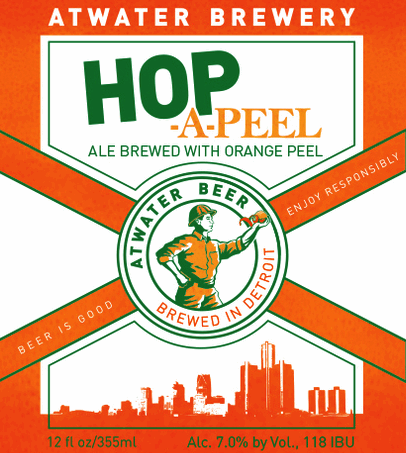 ATWATER BREWERY
HOP
-A-PEEL
ALE BREWED WITH ORANGE PEEL
ENJOY RESPONSIBLY
ATWATER BEER
BREWED IN DETROIT
BEER IS GOOD
12 fl oz/355ml
Alc. 7.0% by Vol., 118 IBU